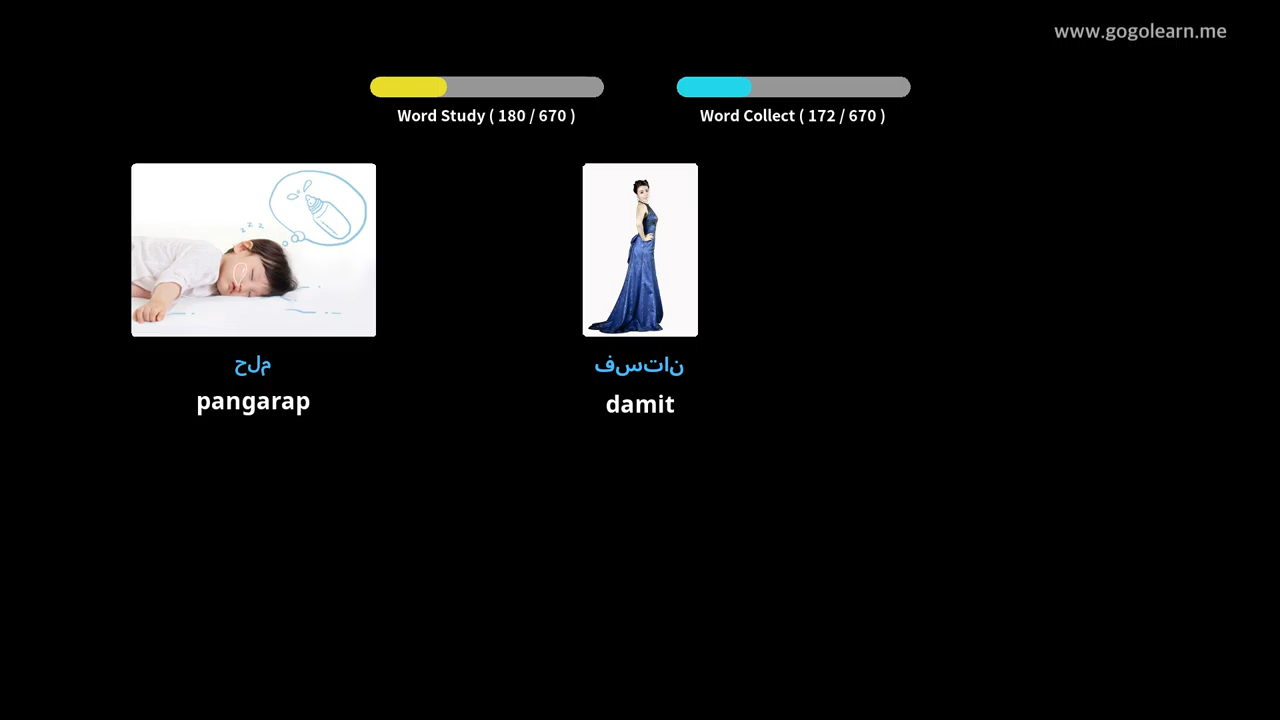 www.gogolearn.me
Word Study ( 180 / 670 )
Word Collect ( 172 / 670 )
z z z
حلم
pangarap
فستان
damit